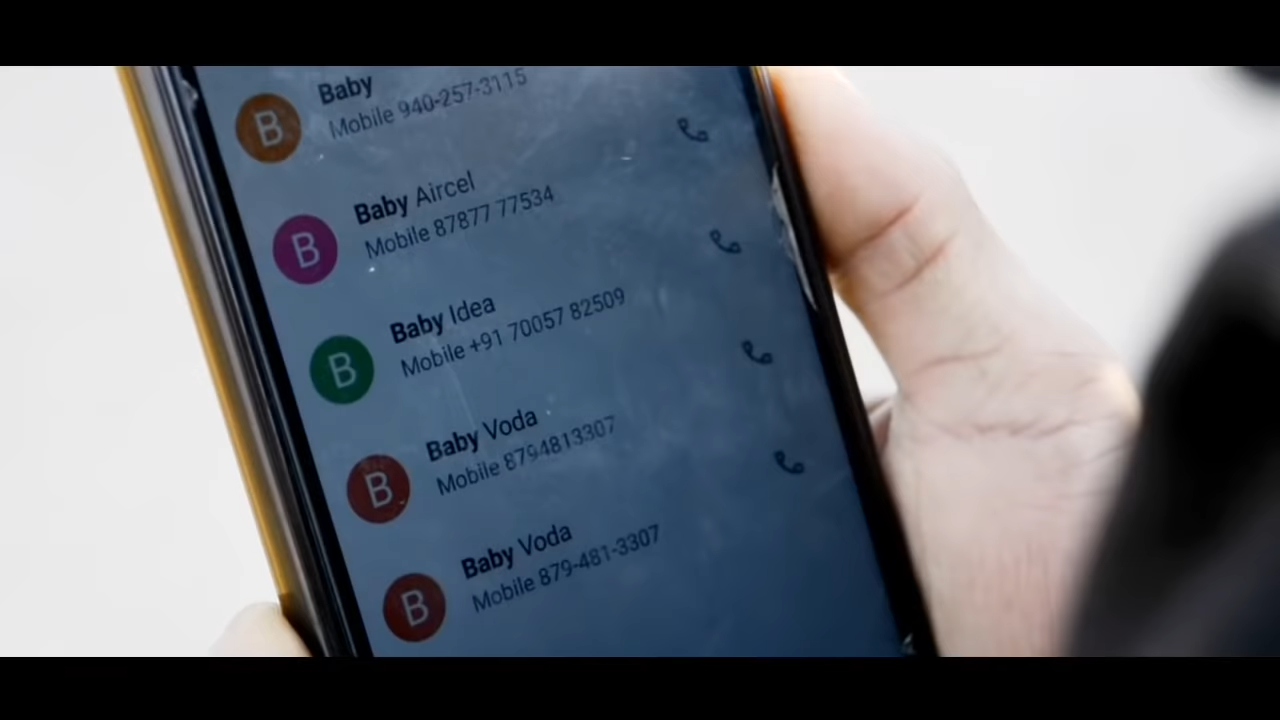 B
Baby
Mobile 940-257-3115
B
Baby Aircel
Mobile 87877 77534
B
Baby Idea
Mobile +91 70057 82509
B
Baby Voda
Mobile 8794813307
B
Baby Voda
Mobile 879-481-3307